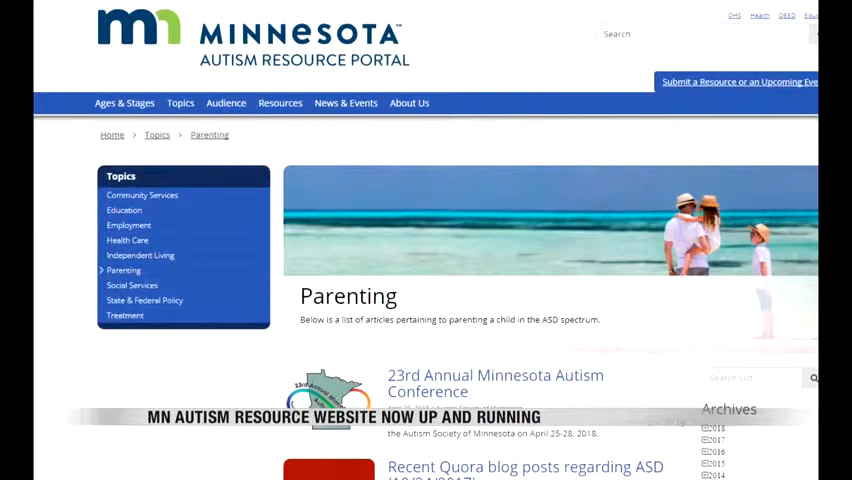 DHS Health DEED
mn MINNESOTA
AUTISM RESOURCE PORTAL
Search
Submit a Resource or an Upcoming Eve
Ages & Stages Topics Audience Resources News & Events About Us
Home > Topics > Parenting
Topics
Community Services
Education
Employment
Health Care
Independent Living
Parenting
Social Services
State & Federal Policy
Treatment
Parenting
Below is a list of articles pertaining to parenting a child in the ASD spectrum.
23rd Annual Minnesota Autism
Conference
23rd Annual
Search List
Archives
MN AUTISM RESOURCE WEBSITE NOW UP AND RUNNING
the Autism Society of Minnesota on April 25-28, 2018.
2018
2017
2016
2015
2014
Recent Quora blog posts regarding ASD